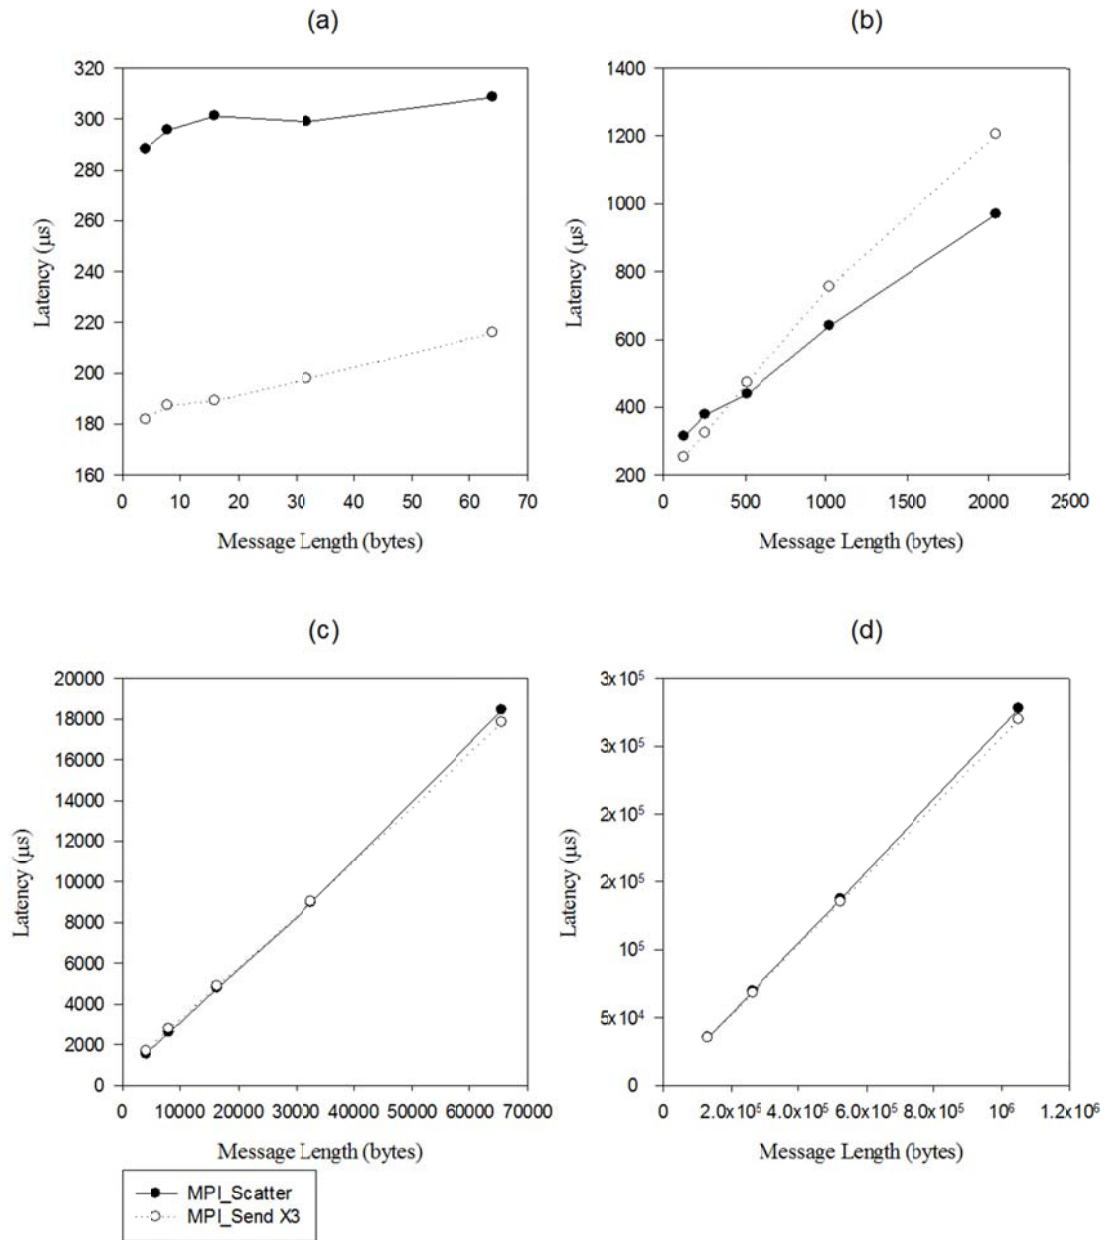 (a)
320
300
280
260
240
220
200
180
160
Latency (µs)
0 10 20 30 40 50 60 70
Message Length (bytes)
(b)
1400
1200
1000
800
600
400
200
Latency (µs)
0 500 1000 1500 2000 2500
Message Length (bytes)
(c)
20000
18000
16000
14000
12000
10000
8000
6000
4000
2000
0
Latency (µs)
0 10000 20000 30000 40000 50000 60000 70000
Message Length (bytes)
(d)
3x10⁵
3x10⁵
2x10⁵
2x10⁵
10⁵
5x10⁴
0
Latency (µs)
0 2.0x10⁵ 4.0x10⁵ 6.0x10⁵ 8.0x10⁵ 10⁶ 1.2x10⁶
Message Length (bytes)
MPI_Scatter
MPI_Send X3